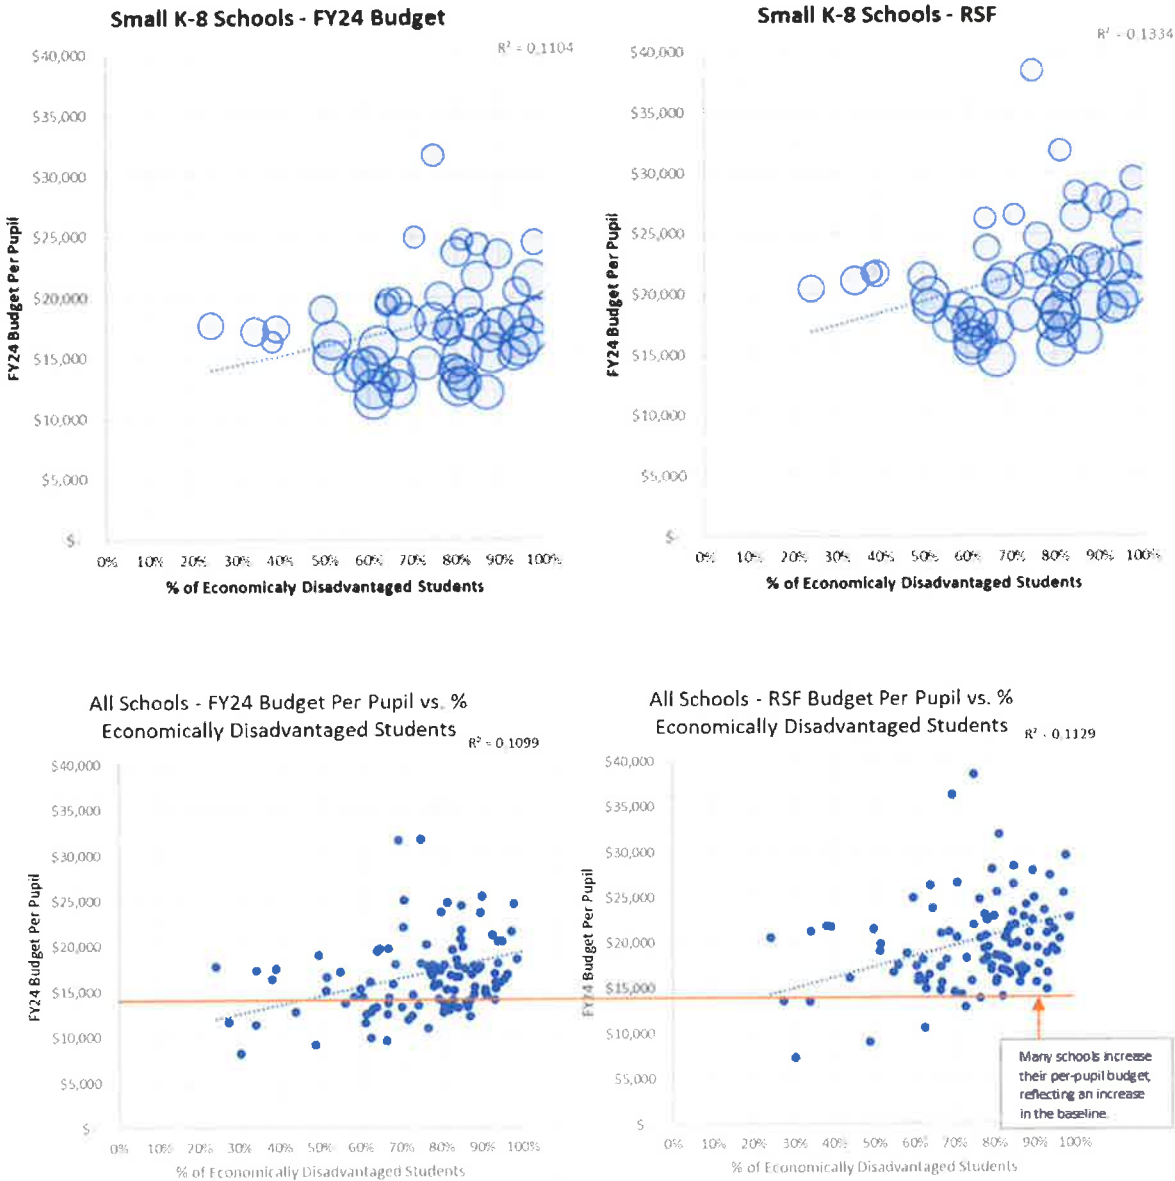 Small K-8 Schools - FY24 Budget
R² = 0.1104
$40,000
$35,000
$30,000
$25,000
$20,000
$15,000
$10,000
$5,000
$-
FY24 Budget Per Pupil
0% 10% 20% 30% 40% 50% 60% 70% 80% 90% 100%
% of Economicaly Disadvantaged Students
Small K-8 Schools - RSF
R² = 0.1334
$40,000
$35,000
$30,000
$25,000
$20,000
$15,000
$10,000
$5,000
$-
FY24 Budget Per Pupil
0% 10% 20% 30% 40% 50% 60% 70% 80% 90% 100%
% of Economicaly Disadvantaged Students
All Schools - FY24 Budget Per Pupil vs. %
Economically Disadvantaged Students
R² = 0.1099
$40,000
$35,000
$30,000
$25,000
$20,000
$15,000
$10,000
$5,000
$-
FY24 Budget Per Pupil
0% 10% 20% 30% 40% 50% 60% 70% 80% 90% 100%
% of Economically Disadvantaged Students
All Schools - RSF Budget Per Pupil vs. %
Economically Disadvantaged Students
R² = 0.1129
$40,000
$35,000
$30,000
$25,000
$20,000
$15,000
$10,000
$5,000
$-
FY24 Budget Per Pupil
0% 10% 20% 30% 40% 50% 60% 70% 80% 90% 100%
% of Economically Disadvantaged Students
Many schools increase
their per-pupil budget,
reflecting an increase
in the baseline.